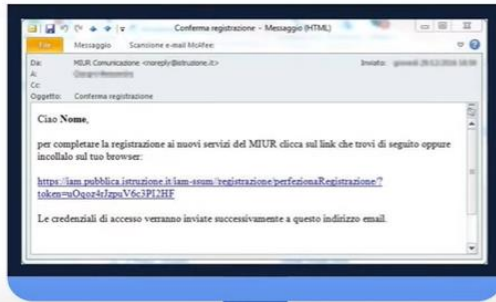 Conferma registrazione - Messaggio (HTML)
File Messaggio Scansione e-mail McAfee
Da: MIUR Comunicazione <noreply@istruzione.it> Inviato:
A:
Cc:
Oggetto: Conferma registrazione
Ciao Nome,
per completare la registrazione ai nuovi servizi del MIUR clicca sul link che trovi di seguito oppure
incollalo sul tuo browser:
https://iam.pubblica.istruzione.it/iam-ssum/registrazione/perfezionaRegistrazione/?
token=uOqoz4rJzpuV6c3PI2HF
Le credenziali di accesso verranno inviate successivamente a questo indirizzo email.